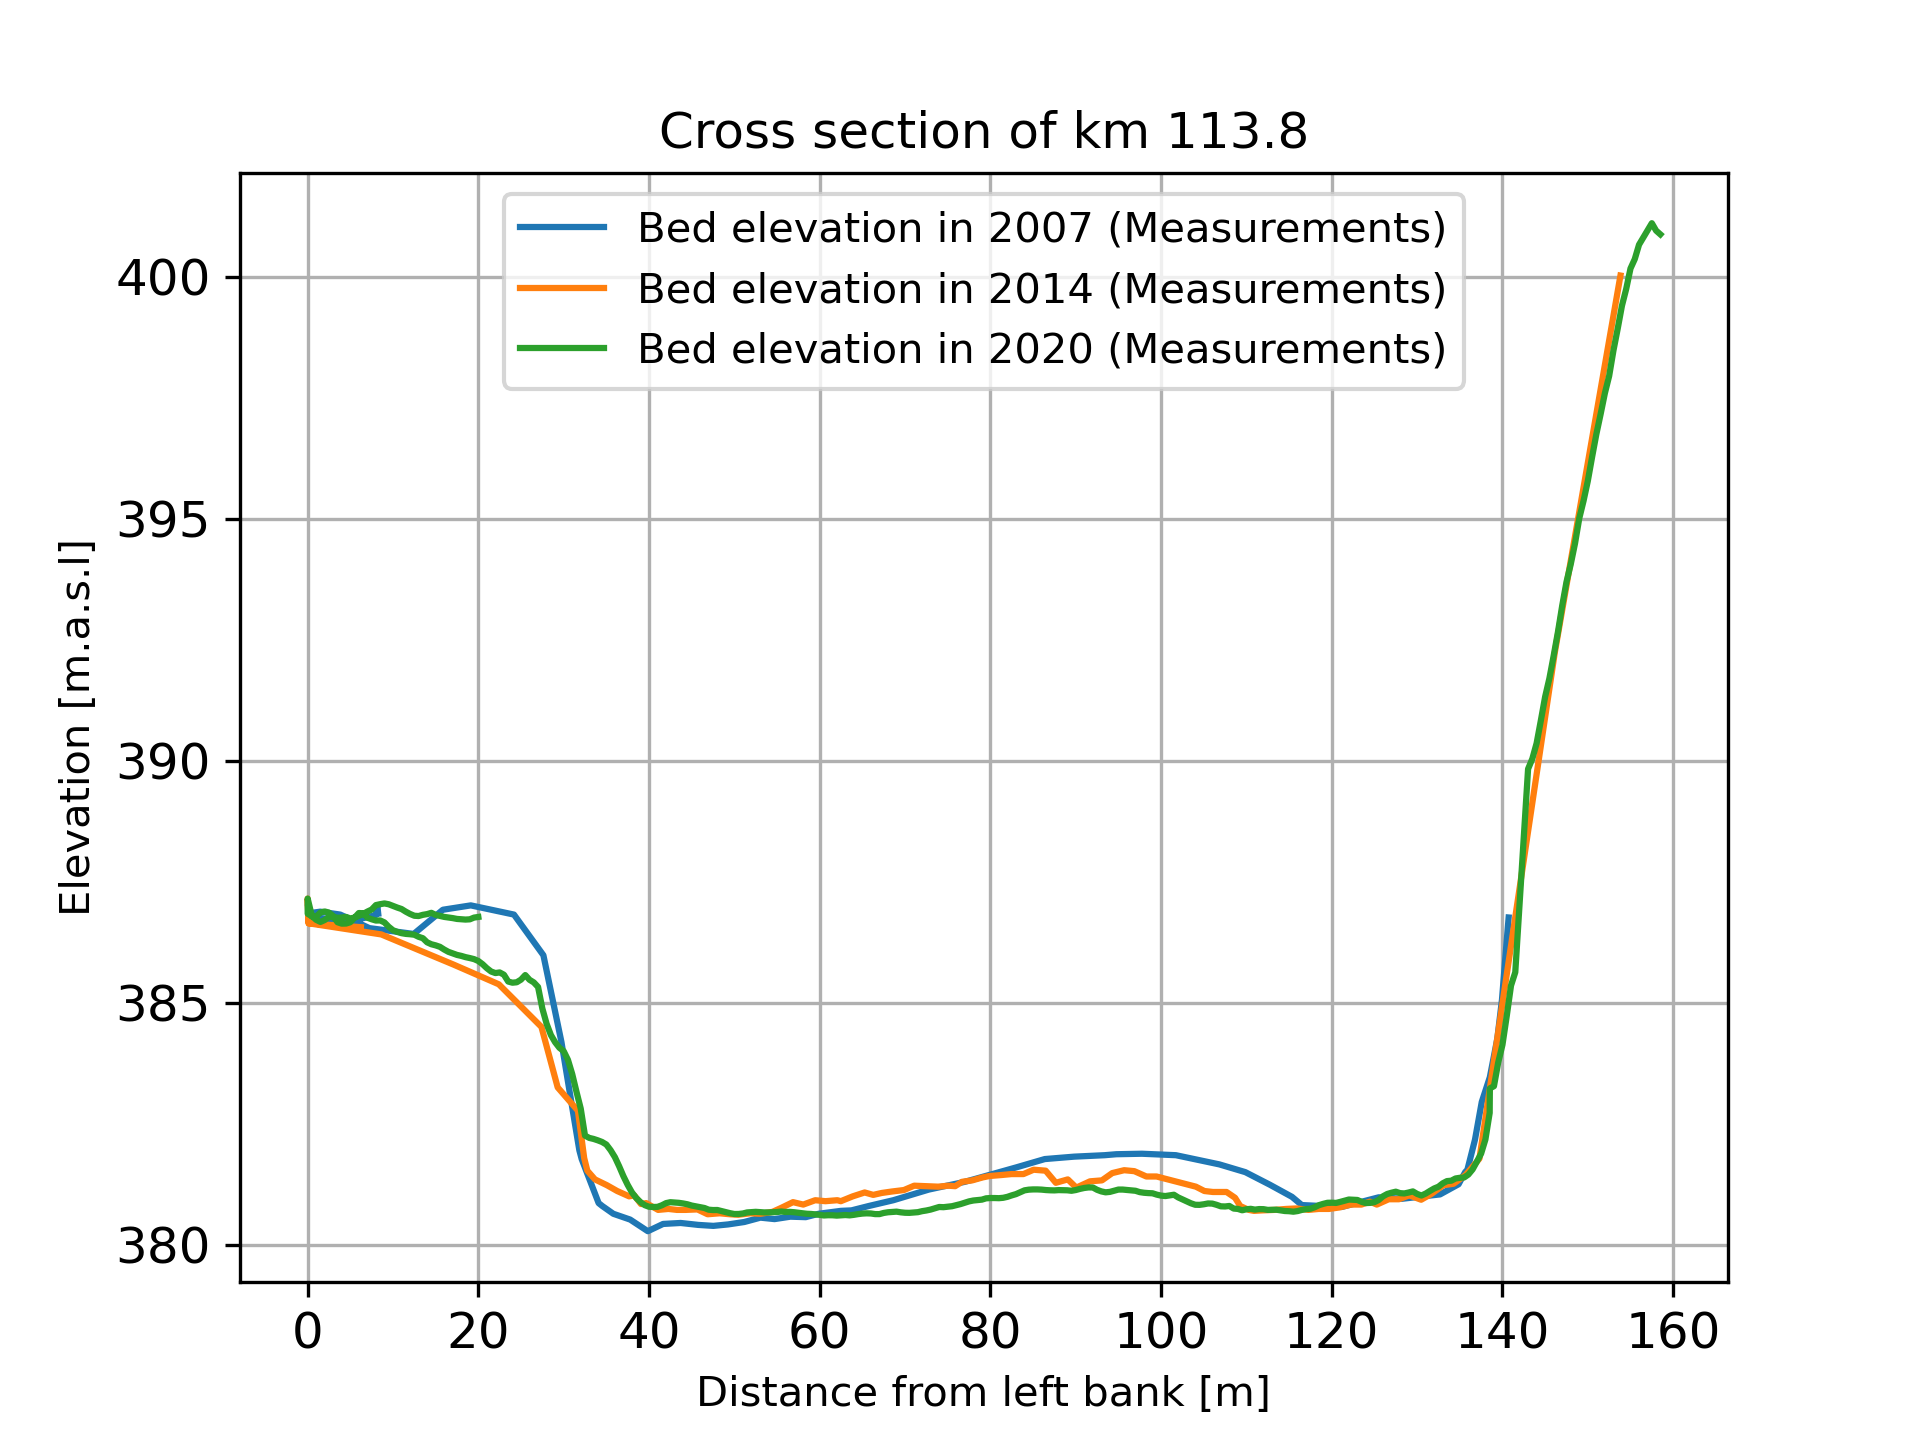 Cross section of km 113.8
Bed elevation in 2007 (Measurements)
Bed elevation in 2014 (Measurements)
Bed elevation in 2020 (Measurements)
Elevation [m.a.s.l]
400
395
390
385
380
0 20 40 60 80 100 120 140 160
Distance from left bank [m]